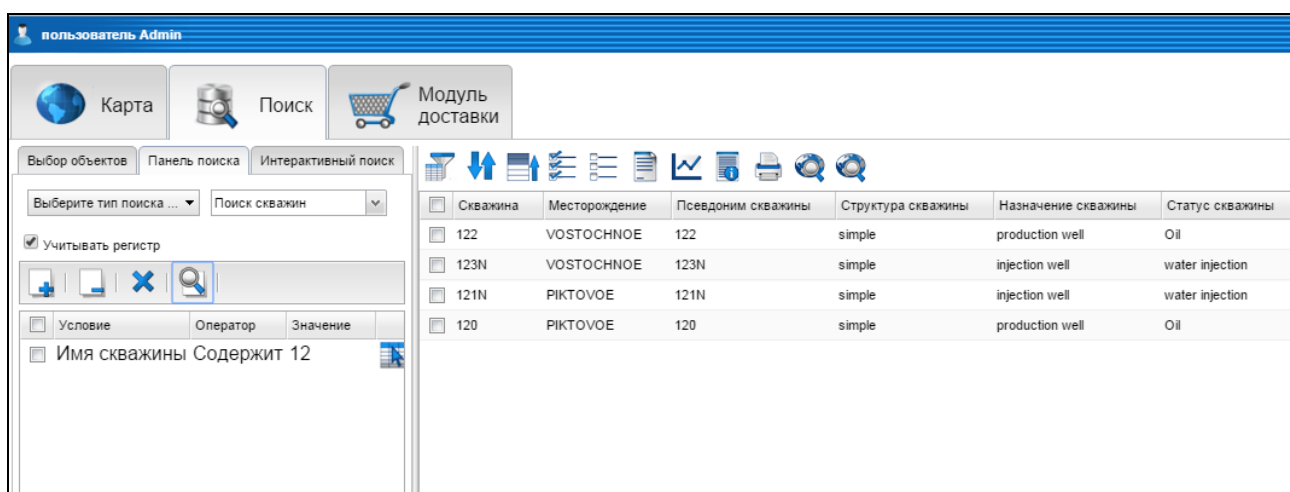 пользователь Admin
Карта
Поиск
Модуль
доставки
Выбор объектов Панель поиска Интерактивный поиск
Выберите тип поиска ... Поиск скважин
Учитывать регистр
Условие Оператор Значение
Имя скважины Содержит 12
Скважина Месторождение Псевдоним скважины Структура скважины Назначение скважины Статус скважины
122 VOSTOCHNOE 122 simple production well Oil
123N VOSTOCHNOE 123N simple injection well water injection
121N PIKTOVOE 121N simple injection well water injection
120 PIKTOVOE 120 simple production well Oil